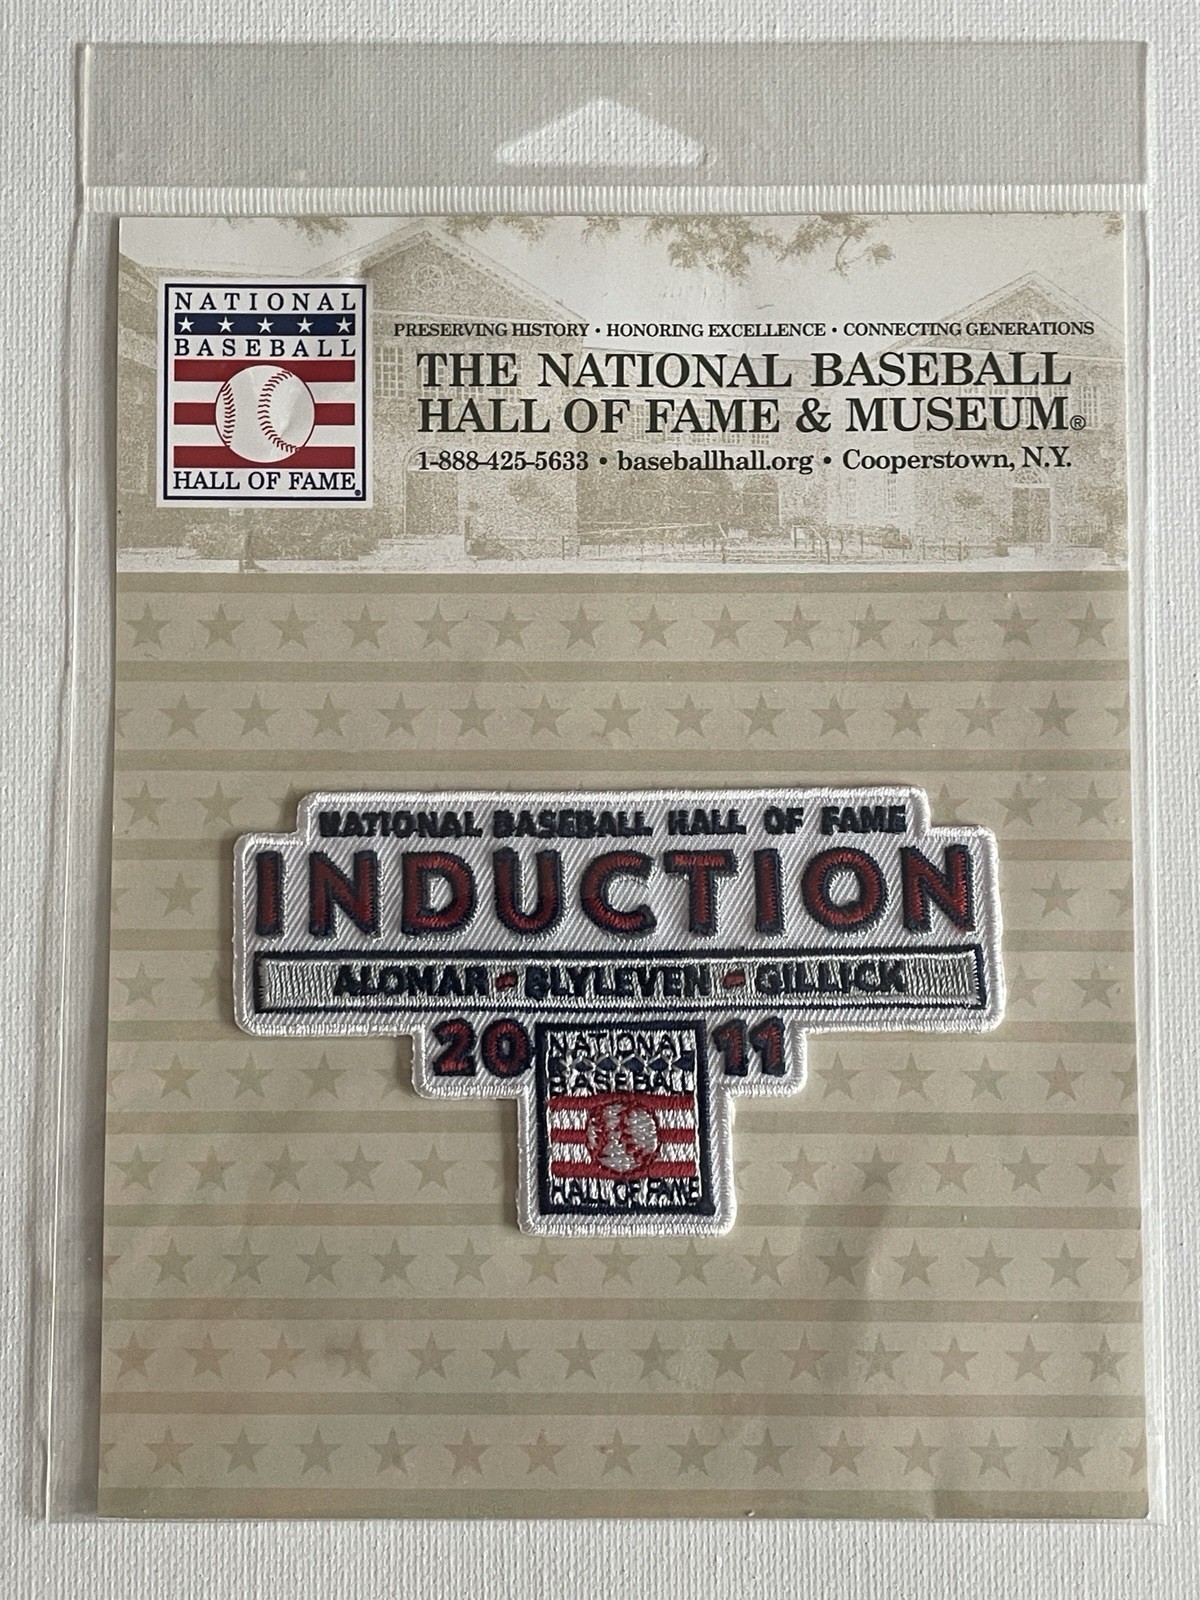 NATIONAL
BASEBALL
HALL OF FAME®
PRESERVING HISTORY • HONORING EXCELLENCE • CONNECTING GENERATIONS
THE NATIONAL BASEBALL
HALL OF FAME & MUSEUM®
1-888-425-5633 • baseballhall.org • Cooperstown, N.Y.
NATIONAL BASEBALL HALL OF FAME
INDUCTION
ALOMAR - BLYLEVEN - GILLICK
20 11
NATIONAL
BASEBALL
HALL OF FAME